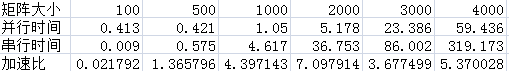 矩阵大小 100 500 1000 2000 3000 4000
并行时间 0.413 0.421 1.05 5.178 23.386 59.436
串行时间 0.009 0.575 4.617 36.753 86.002 319.173
加速比 0.021792 1.365796 4.397143 7.097914 3.677499 5.370028